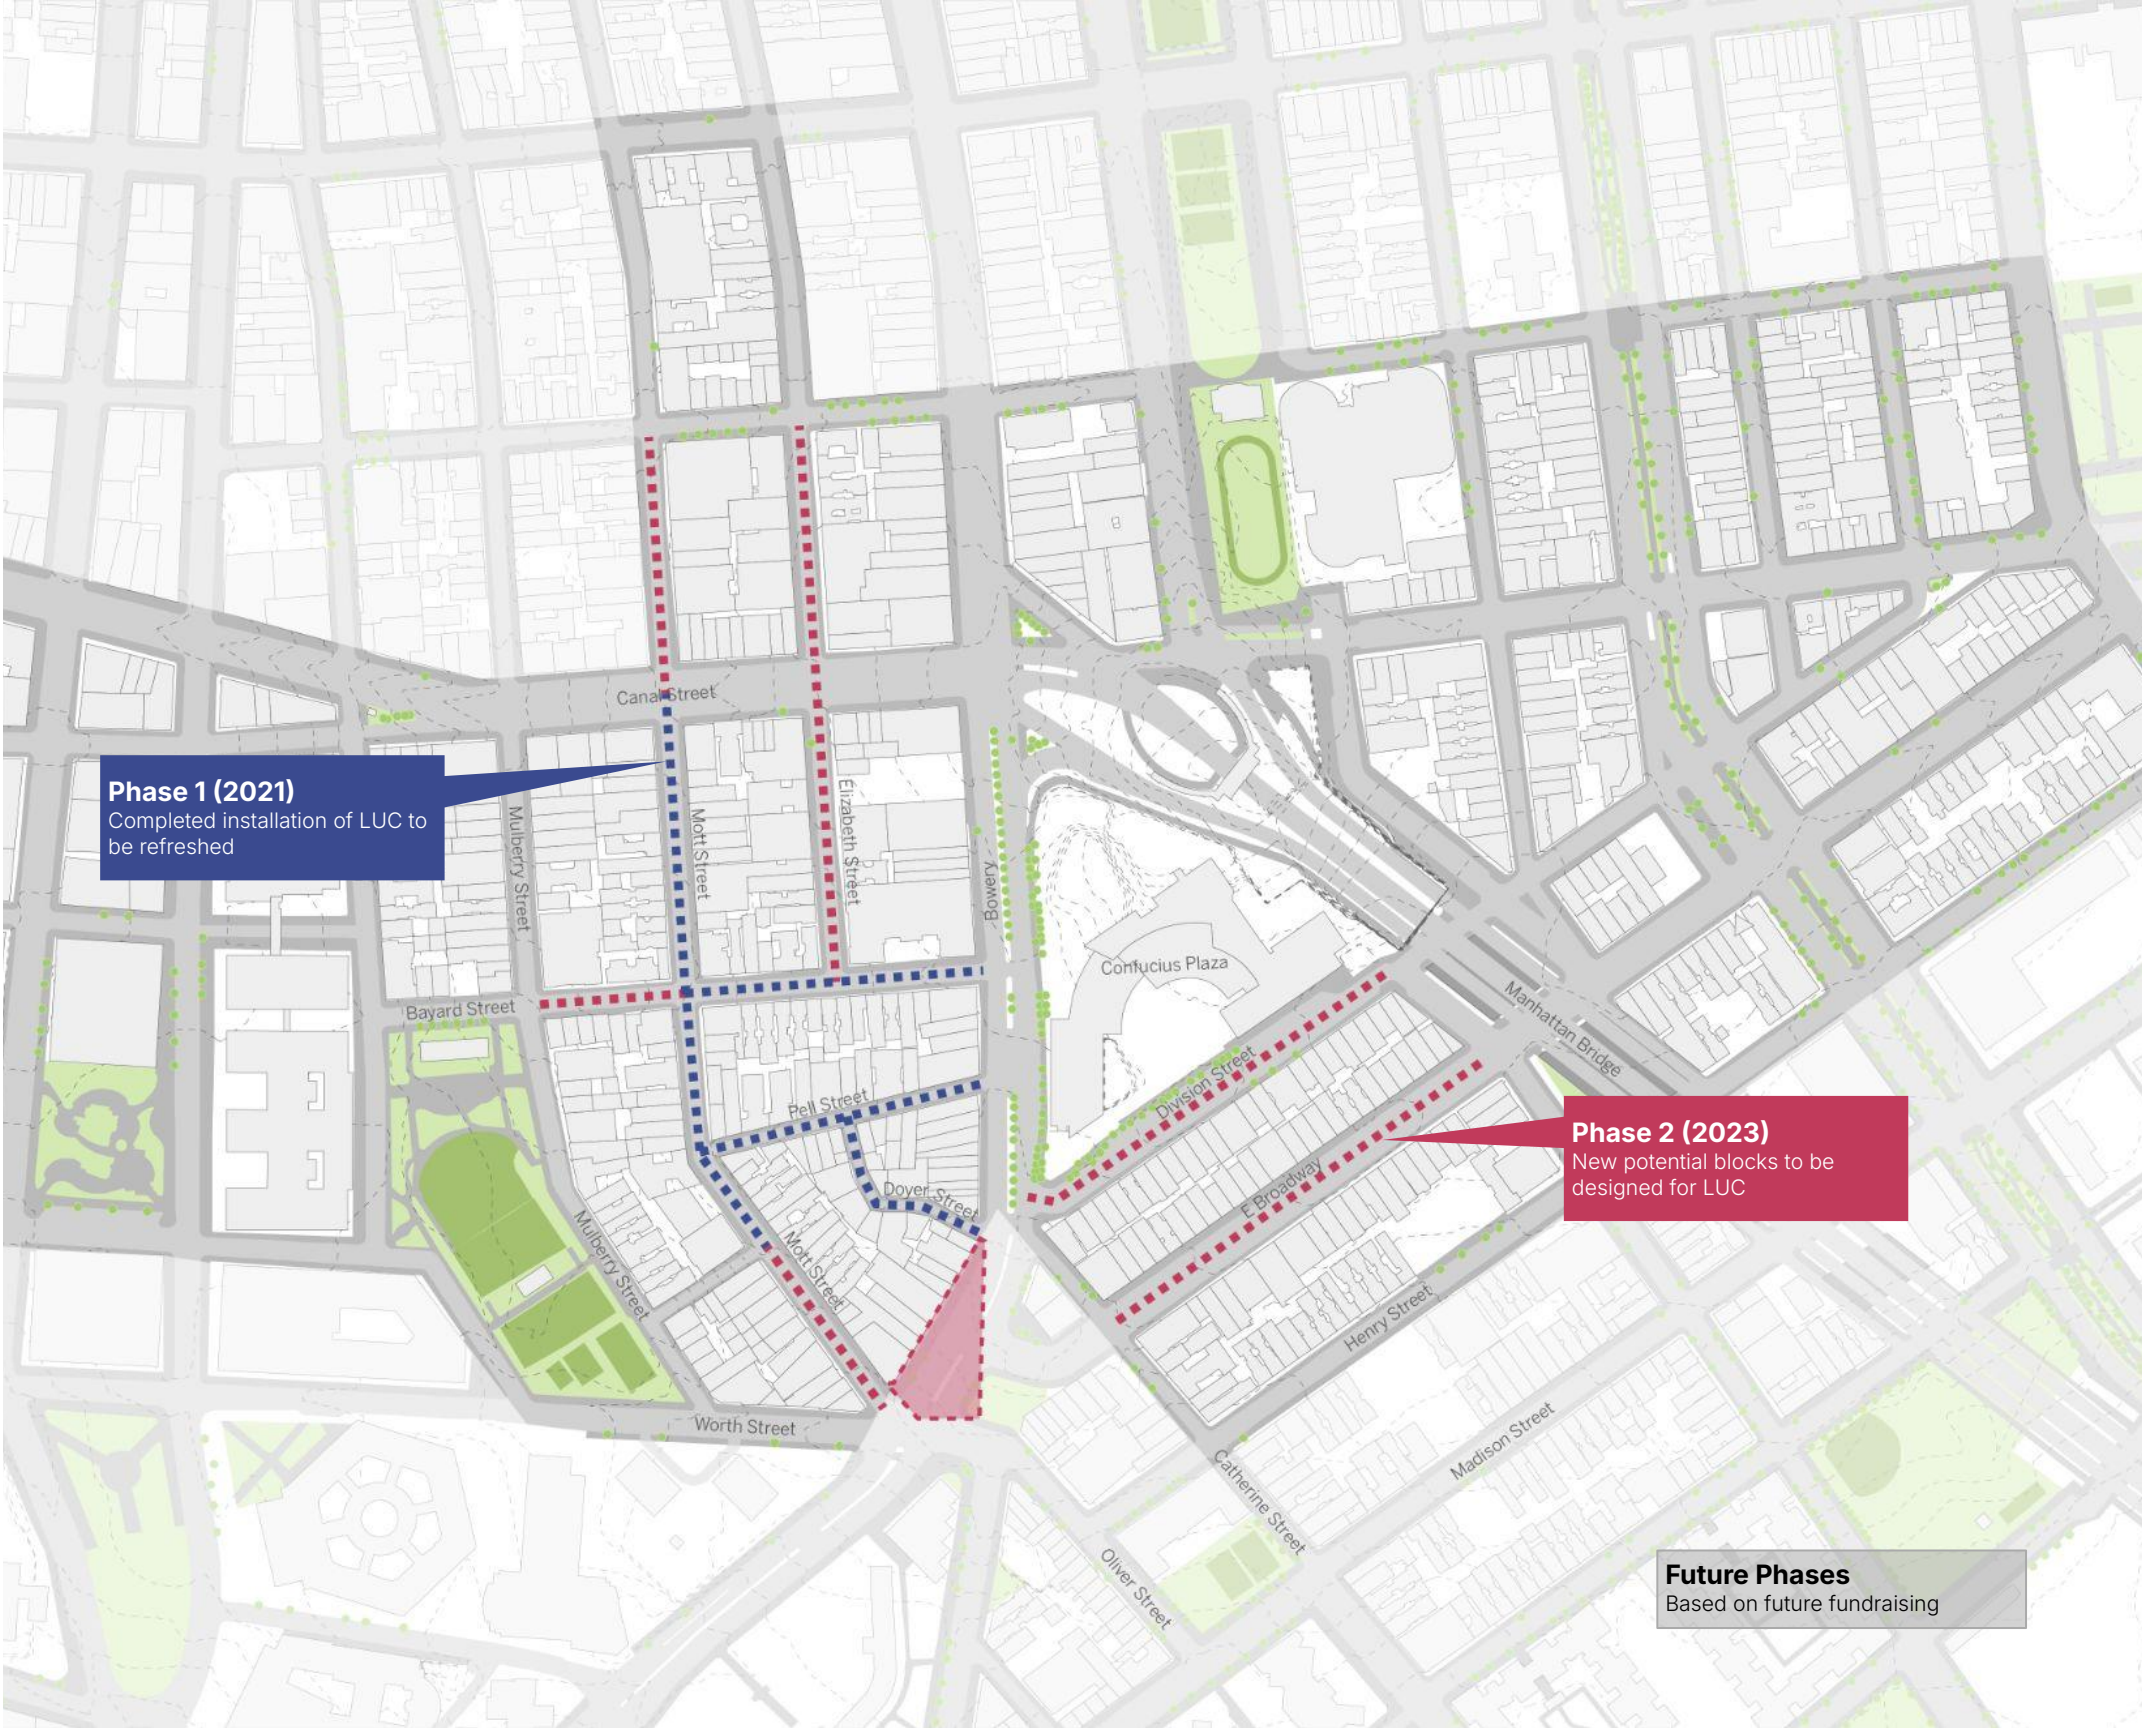 Canal Street
Phase 1 (2021)
Completed installation of LUC to
be refreshed
Mulberry Street
Mott Street
Elizabeth Street
Bowery
Confucius Plaza
Bayard Street
Manhattan Bridge
Division Street
Pell Street
Phase 2 (2023)
New potential blocks to be
designed for LUC
Doyer Street
E Broadway
Mulberry Street
Mott Street
Henry Street
Worth Street
Madison Street
Catherine Street
Oliver Street
Future Phases
Based on future fundraising